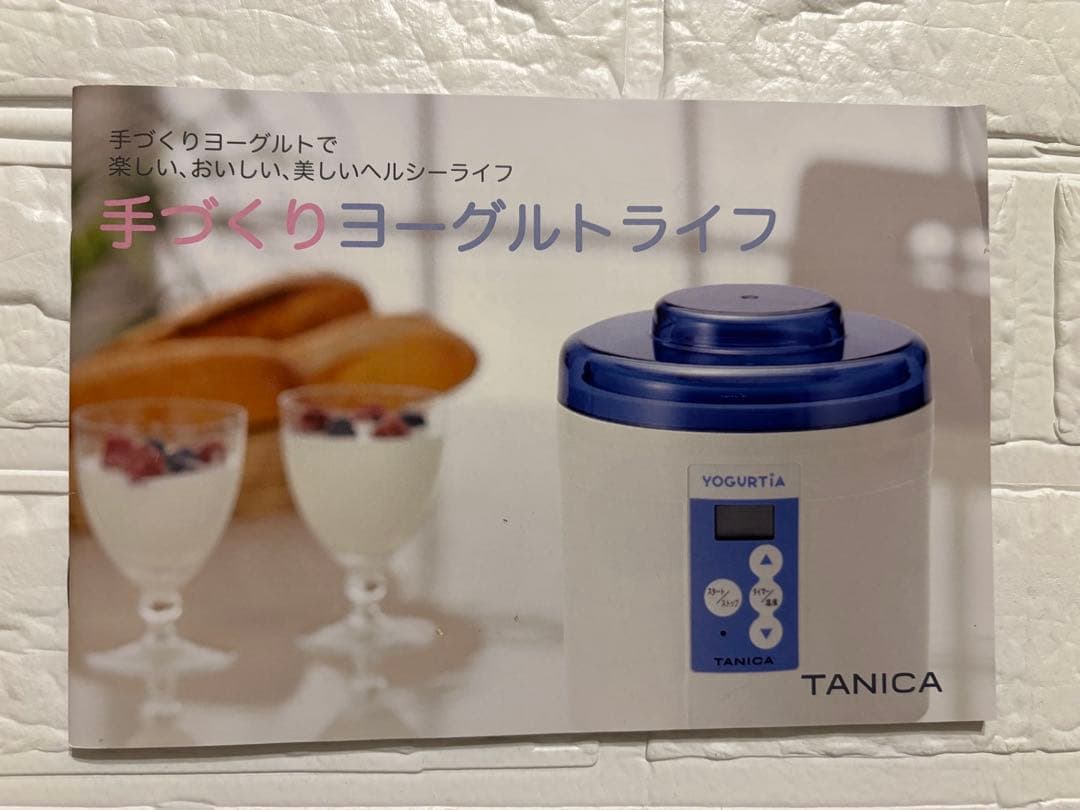 手づくりヨーグルトで
楽しい、おいしい、美しいヘルシーライフ
手づくりヨーグルトライフ
YOGURTiA
スタート/ストップ
タイマー/温度
TANICA
TANICA